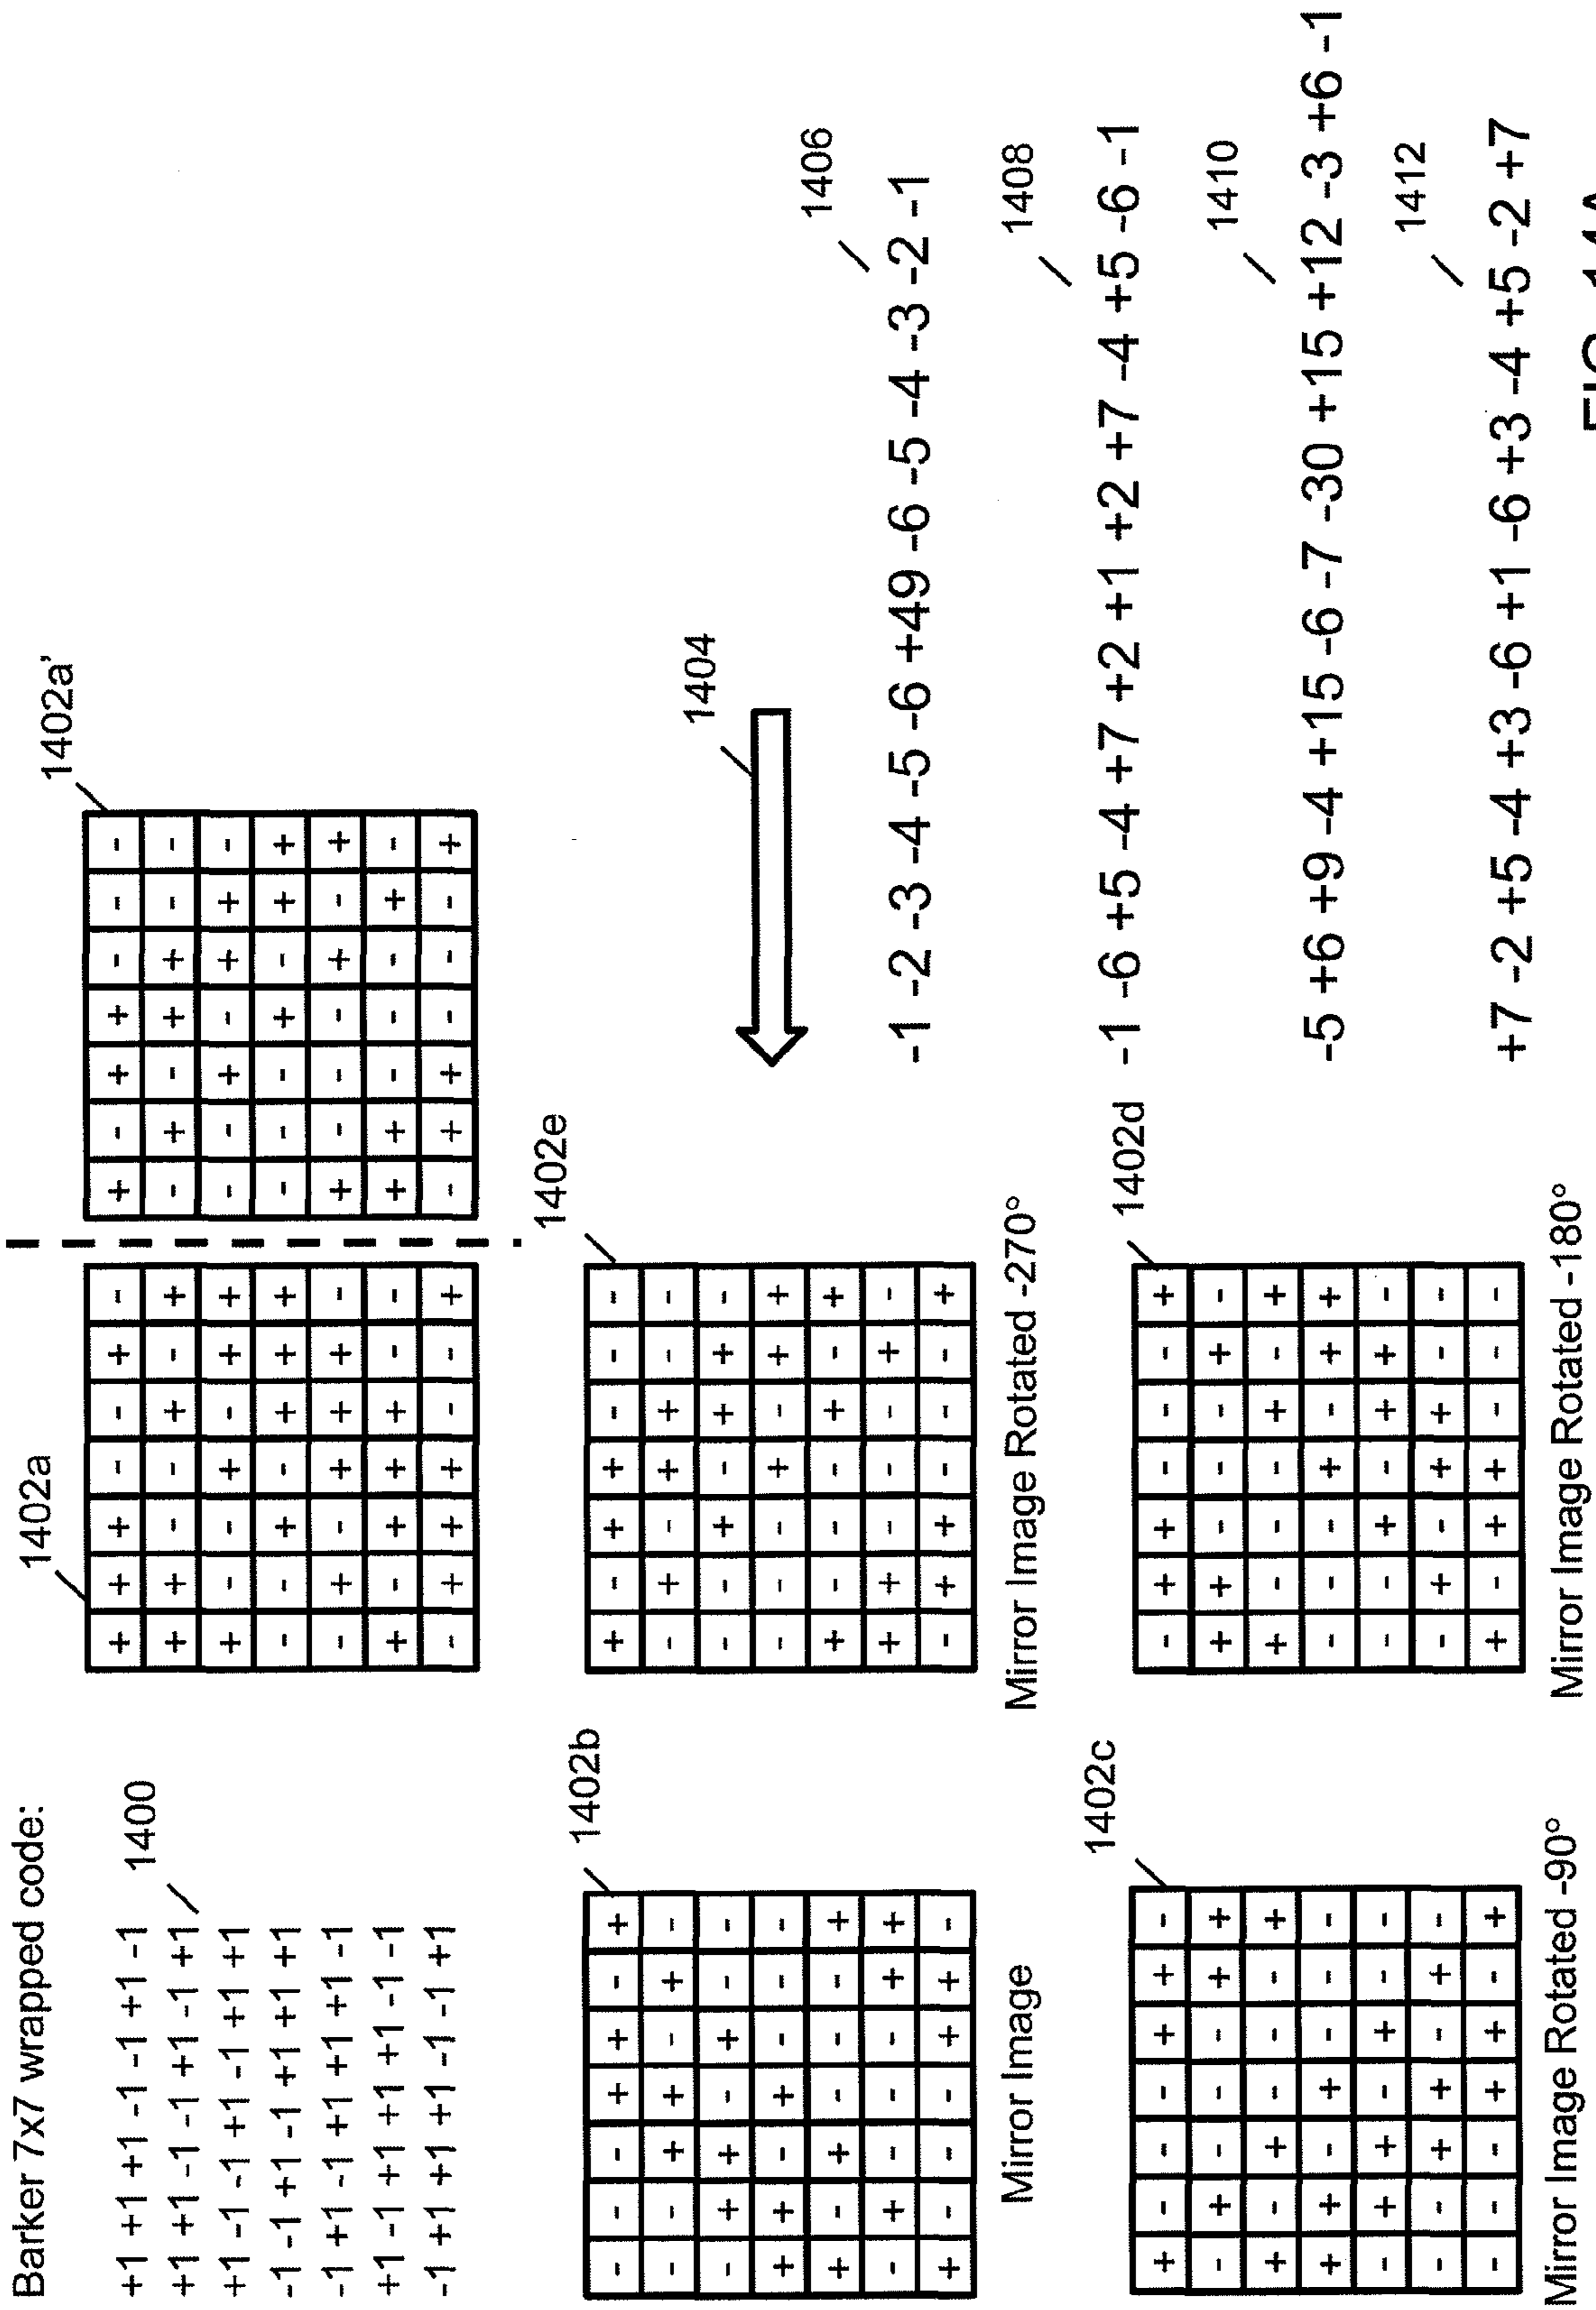 Barker 7x7 wrapped code:
1400
+1 +1 +1 -1 -1 +1 -1
+1 +1 -1 -1 +1 -1 +1
+1 -1 -1 +1 -1 +1 +1
-1 -1 +1 -1 +1 +1 +1
-1 +1 -1 +1 +1 +1 -1
+1 -1 +1 +1 +1 -1 -1
-1 +1 +1 +1 -1 -1 +1
1402a
+ + + - - + -
+ + - - + - +
+ - - + - + +
- - + - + + +
- + - + + + -
+ - + + + - -
- + + + - - +
1402a'
+ - + + - - -
- + - + + - -
- - + - + + -
- - - + - + +
+ - - - + - +
+ + - - - + -
- + + - - - +
1402b
- - - + + - +
- - + + - + -
- + + - + - -
+ + - + - - -
+ - + - - - +
- + - - - + +
+ - - - + + -
Mirror Image
1402e
+ - + + - - -
- + - + + - -
- - + - + + -
- - - + - + +
+ - - - + - +
+ + - - - + -
- + + - - - +
Mirror Image Rotated -270°
1402c
+ - - - + + -
- + - - - + +
+ - + - - - +
+ + - + - - -
- + + - + - -
- - + + - + -
- - - + + - +
Mirror Image Rotated -90°
1402d
- + + - - - +
+ + - - - + -
+ - - - + - +
- - - + - + +
- - + - + + -
- + - + + - -
+ - + + - - -
Mirror Image Rotated -180°
1404
1406
-1 -2 -3 -4 -5 -6 +49 -6 -5 -4 -3 -2 -1
1408
-1 -6 +5 -4 +7 +2 +1 +2 +7 -4 +5 -6 -1
1410
-5 +6 +9 -4 +15 -6 -7 -30 +15 +12 -3 +6 -1
1412
+7 -2 +5 -4 +3 -6 +1 -6 +3 -4 +5 -2 +7